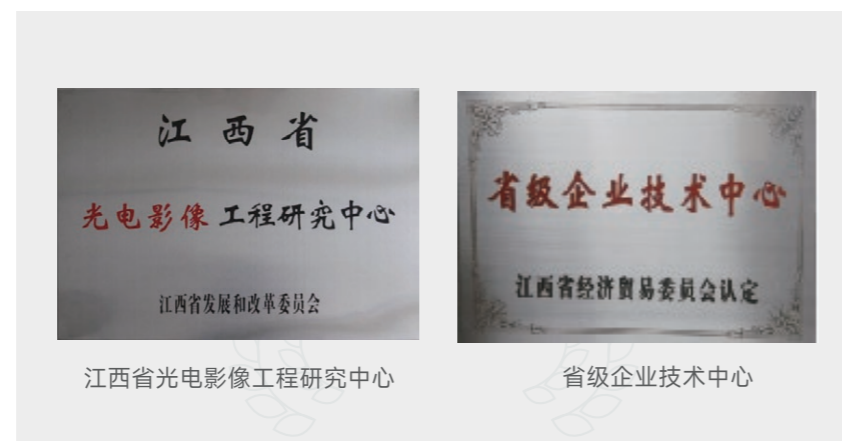 江西省
光电影像工程研究中心
江西省发展和改革委员会
江西省光电影像工程研究中心
省级企业技术中心
江西省经济贸易委员会认定
省级企业技术中心